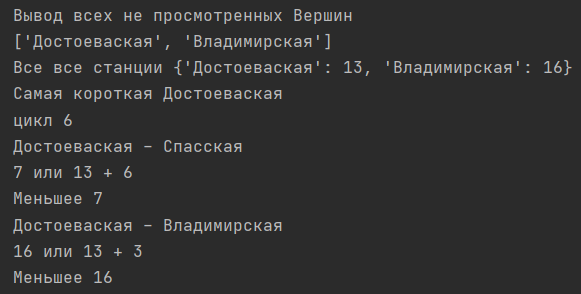 Вывод всех не просмотренных Вершин
['Достоеваская', 'Владимирская']
Все все станции {'Достоеваская': 13, 'Владимирская': 16}
Самая короткая Достоеваская
цикл 6
Достоеваская – Спасская
7 или 13 + 6
Меньшее 7
Достоеваская – Владимирская
16 или 13 + 3
Меньшее 16